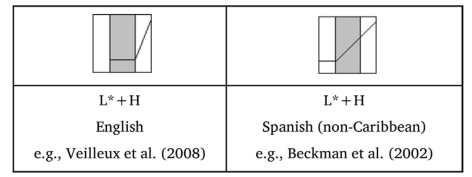 L*+H
English
e.g., Veilleux et al. (2008)
L*+H
Spanish (non-Caribbean)
e.g., Beckman et al. (2002)